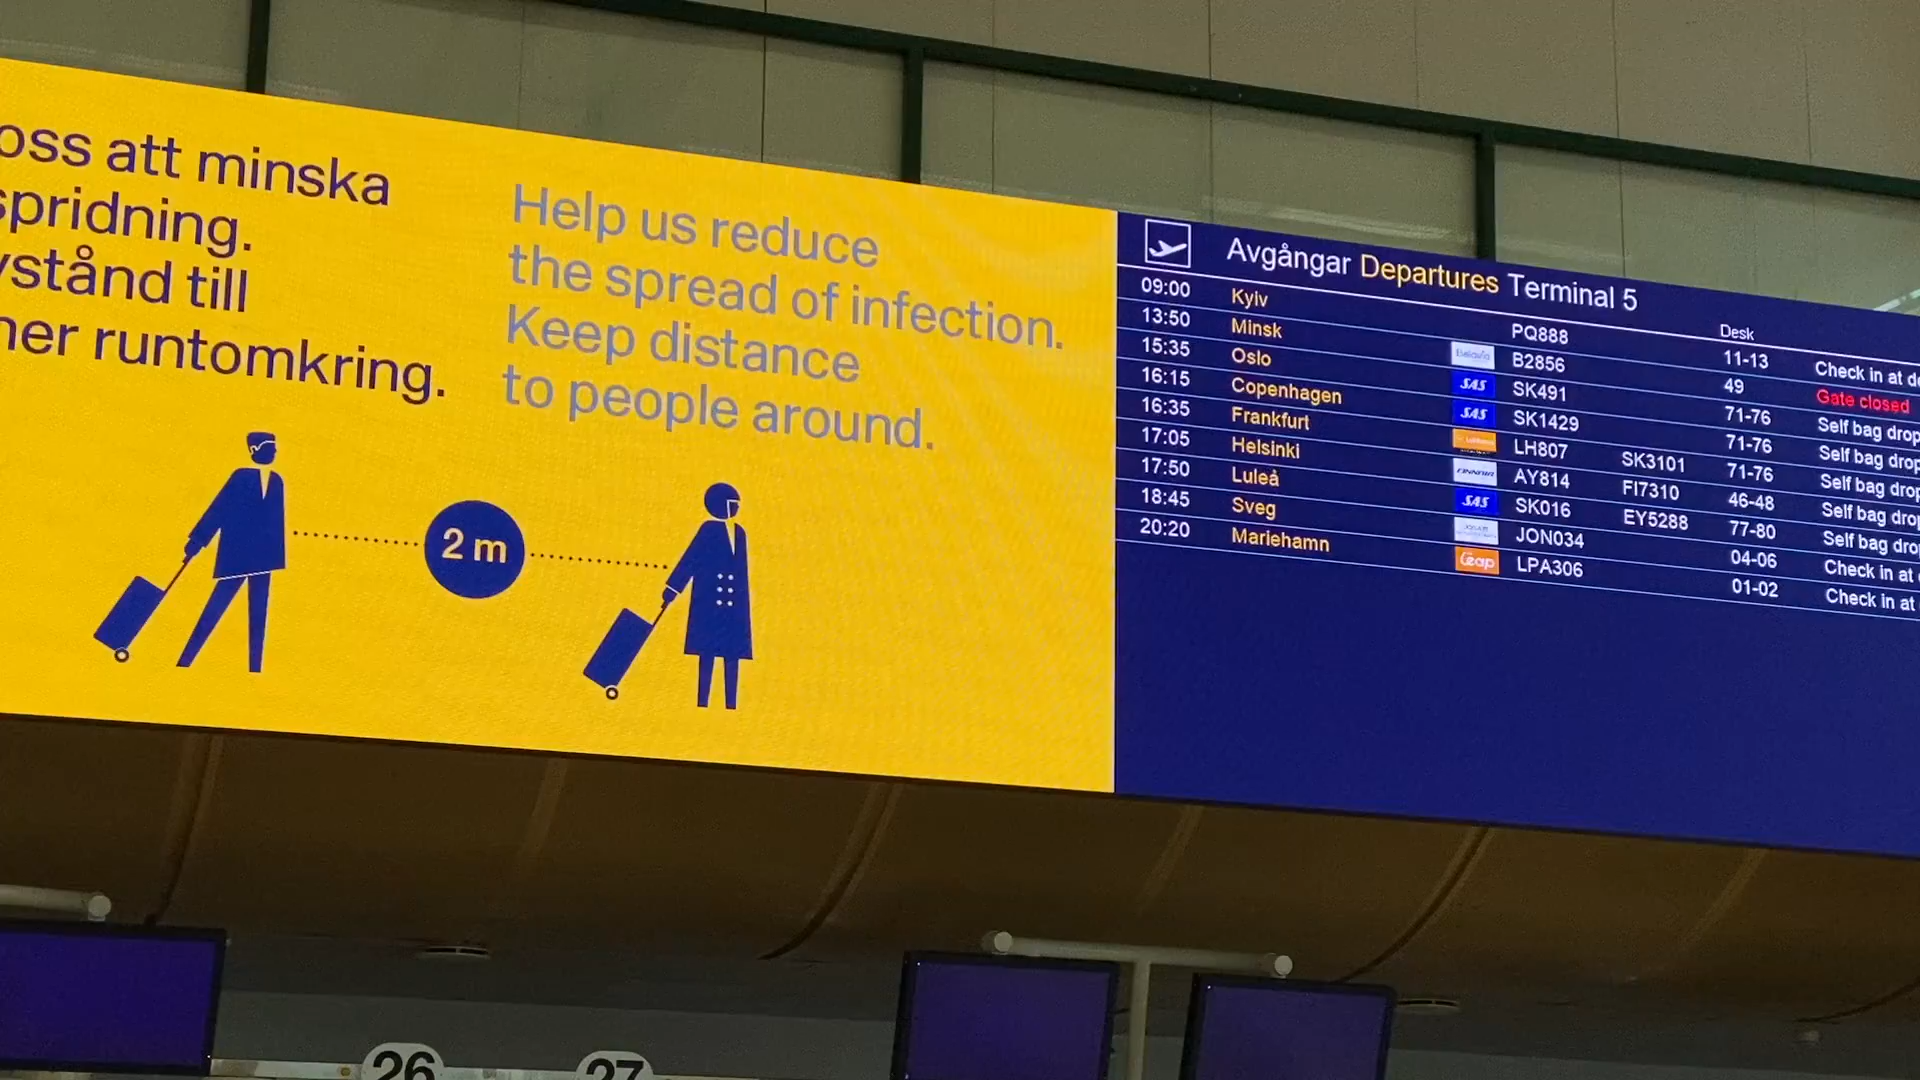 oss att minska
spridning.
vstånd till
ner runtomkring.
Help us reduce
the spread of infection.
Keep distance
to people around.
2 m
Avgångar Departures Terminal 5
Desk
09:00 Kyiv PQ888 11-13 Check in at de
13:50 Minsk Belavia B2856 49 Gate closed
15:35 Oslo SAS SK491 71-76 Self bag drop
16:15 Copenhagen SAS SK1429 71-76 Self bag drop
16:35 Frankfurt Lufthansa LH807 SK3101 71-76 Self bag drop
17:05 Helsinki FINNAIR AY814 FI7310 46-48 Self bag drop
17:50 Luleå SAS SK016 EY5288 77-80 Self bag drop
18:45 Sveg JON034 04-06 Check in at
20:20 Mariehamn LPA306 01-02 Check in at
26
27